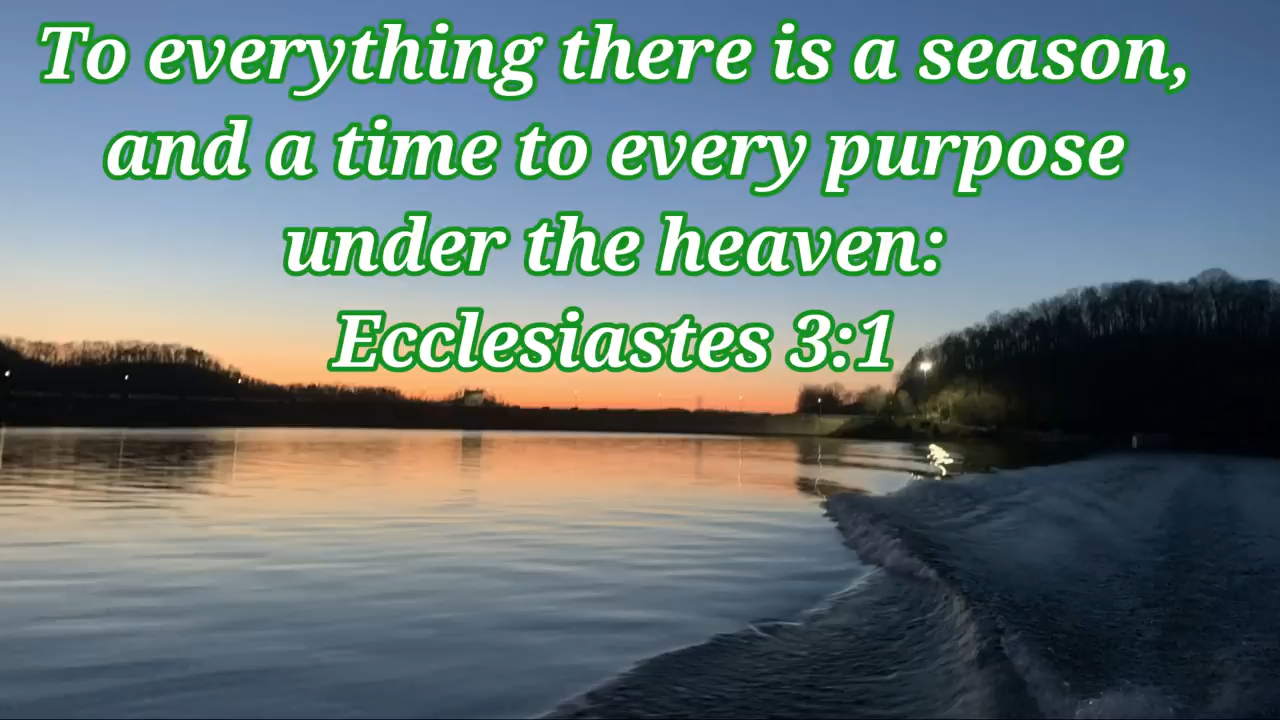 To everything there is a season,
and a time to every purpose
under the heaven:
Ecclesiastes 3:1